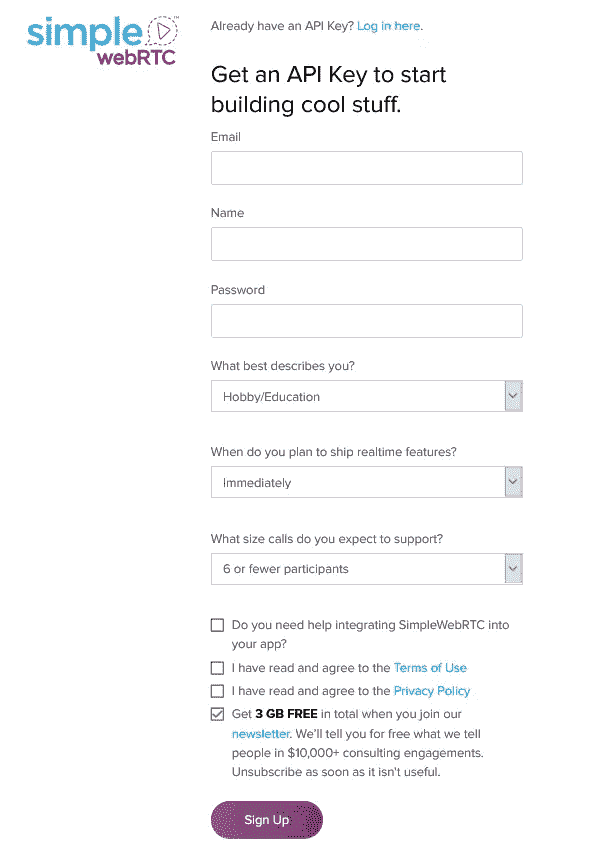 simple
webRTC
Already have an API Key? Log in here.
Get an API Key to start
building cool stuff.
Email
Name
Password
What best describes you?
Hobby/Education
When do you plan to ship realtime features?
Immediately
What size calls do you expect to support?
6 or fewer participants
Do you need help integrating SimpleWebRTC into
your app?
I have read and agree to the Terms of Use
I have read and agree to the Privacy Policy
Get 3 GB FREE in total when you join our
newsletter. We'll tell you for free what we tell
people in $10,000+ consulting engagements.
Unsubscribe as soon as it isn't useful.
Sign Up